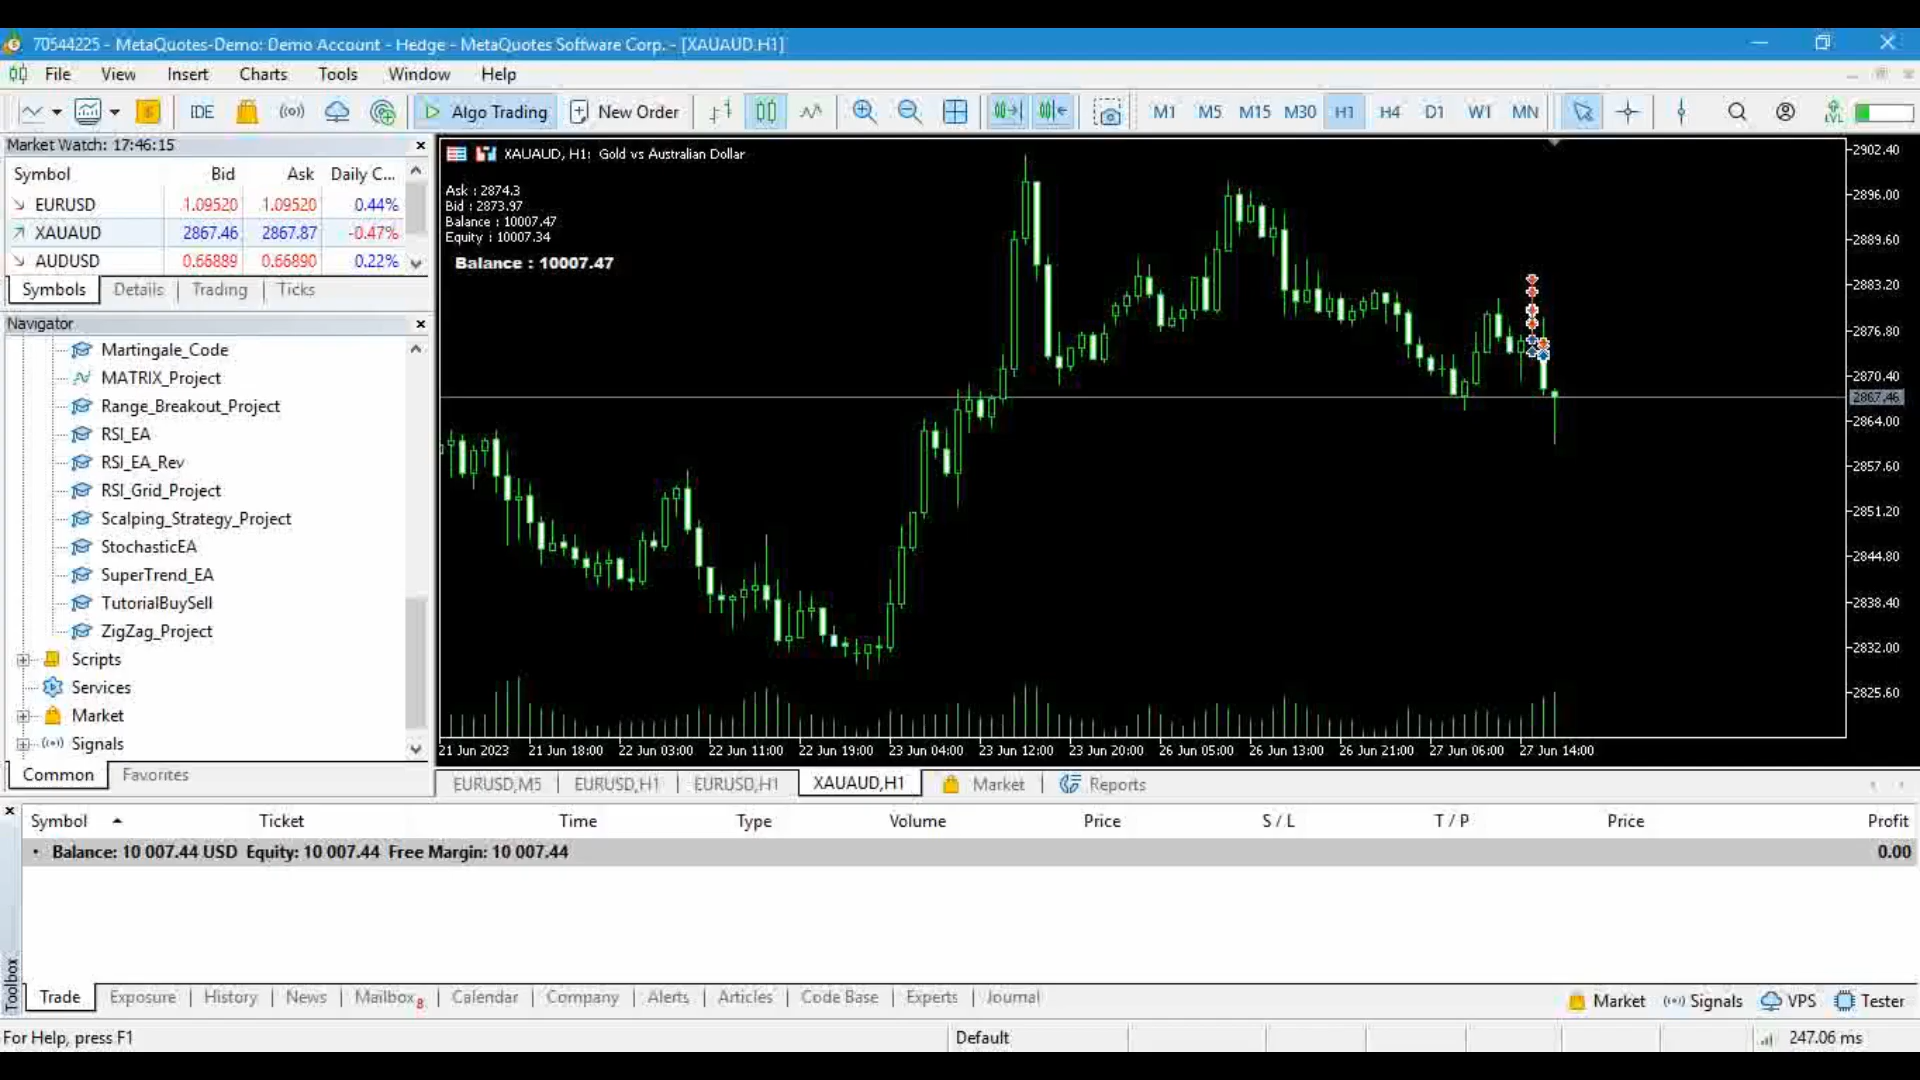 70544225 - MetaQuotes-Demo: Demo Account - Hedge - MetaQuotes Software Corp. - [XAUAUD,H1]
File View Insert Charts Tools Window Help
IDE Algo Trading New Order M1 M5 M15 M30 H1 H4 D1 W1 MN
Market Watch: 17:46:15
Symbol Bid Ask Daily C...
EURUSD 1.09520 1.09520 0.44%
XAUAUD 2867.46 2867.87 -0.47%
AUDUSD 0.66889 0.66890 0.22%
Symbols Details Trading Ticks
Navigator
Martingale_Code
MATRIX_Project
Range_Breakout_Project
RSI_EA
RSI_EA_Rev
RSI_Grid_Project
Scalping_Strategy_Project
StochasticEA
SuperTrend_EA
TutorialBuySell
ZigZag_Project
Scripts
Services
Market
Signals
Common Favorites
XAUAUD, H1: Gold vs Australian Dollar
Ask : 2874.3
Bid : 2873.97
Balance : 10007.47
Equity : 10007.34
Balance : 10007.47
2902.40
2896.00
2889.60
2883.20
2876.80
2870.40
2867.46
2864.00
2857.60
2851.20
2844.80
2838.40
2832.00
2825.60
21 Jun 2023 21 Jun 18:00 22 Jun 03:00 22 Jun 11:00 22 Jun 19:00 23 Jun 04:00 23 Jun 12:00 23 Jun 20:00 26 Jun 05:00 26 Jun 13:00 26 Jun 21:00 27 Jun 06:00 27 Jun 14:00
EURUSD,M5 EURUSD,H1 EURUSD,H1 XAUAUD,H1 Market Reports
Symbol Ticket Time Type Volume Price S / L T / P Price Profit
Balance: 10 007.44 USD Equity: 10 007.44 Free Margin: 10 007.44 0.00
Toolbox
Trade Exposure History News Mailbox 8 Calendar Company Alerts Articles Code Base Experts Journal
Market Signals VPS Tester
For Help, press F1 Default 247.06 ms